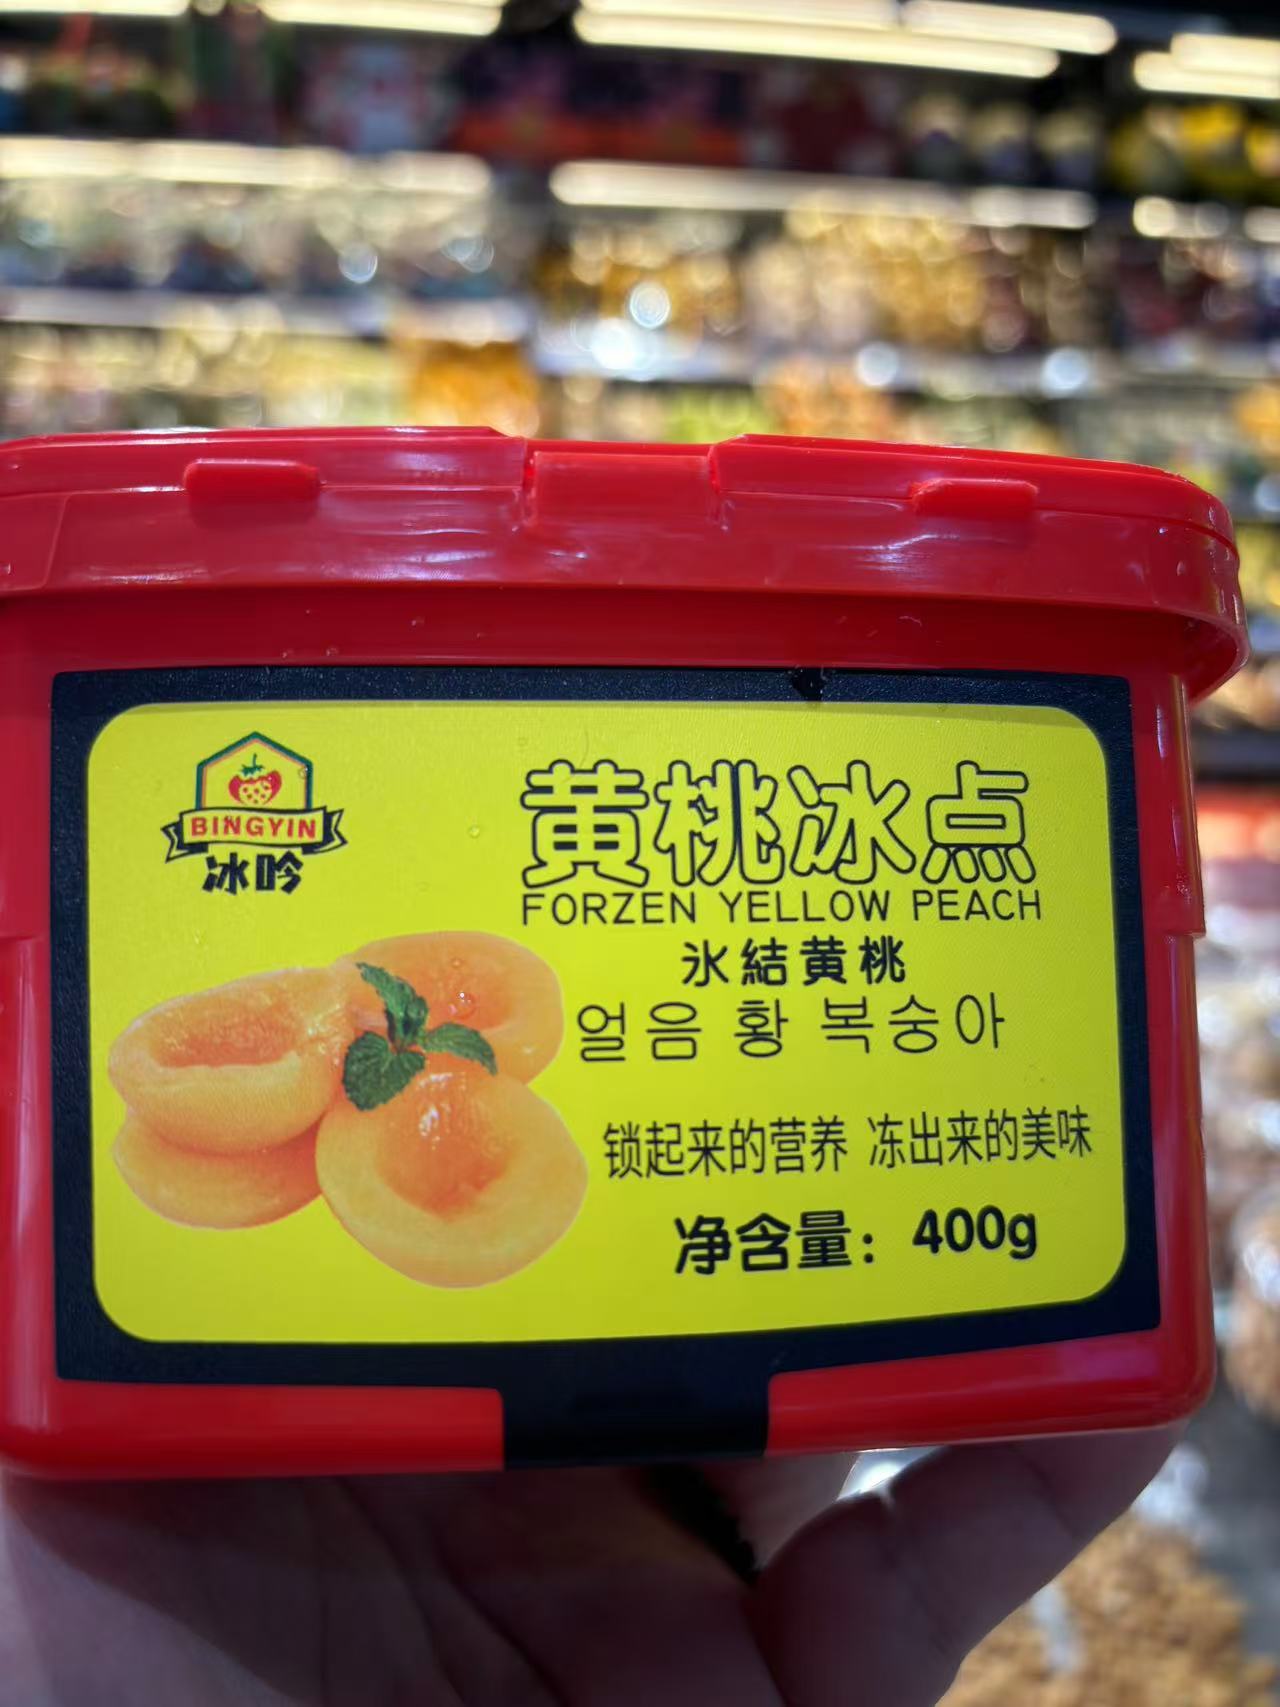 BINGYIN
冰吟
黄桃冰点
FORZEN YELLOW PEACH
氷結黄桃
얼음 황 복숭아
锁起来的营养 冻出来的美味
净含量：400g